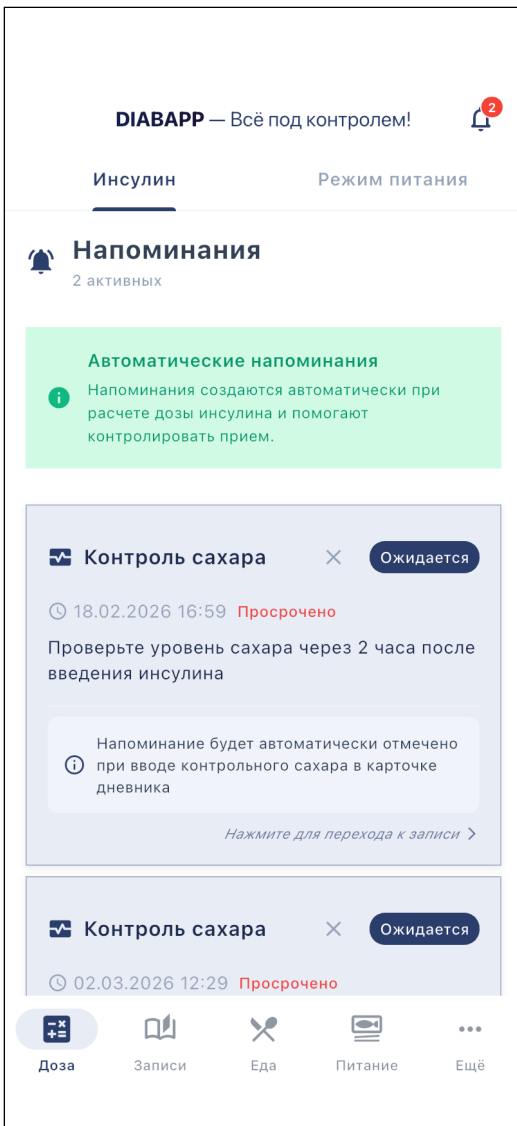 DIABAPP — Всё под контролем!
2
Инсулин Режим питания
Напоминания
2 активных
Автоматические напоминания
Напоминания создаются автоматически при
расчете дозы инсулина и помогают
контролировать прием.
Контроль сахара Ожидается
18.02.2026 16:59 Просрочено
Проверьте уровень сахара через 2 часа после
введения инсулина
Напоминание будет автоматически отмечено
при вводе контрольного сахара в карточке
дневника
Нажмите для перехода к записи
Контроль сахара Ожидается
02.03.2026 12:29 Просрочено
Доза Записи Еда Питание Ещё